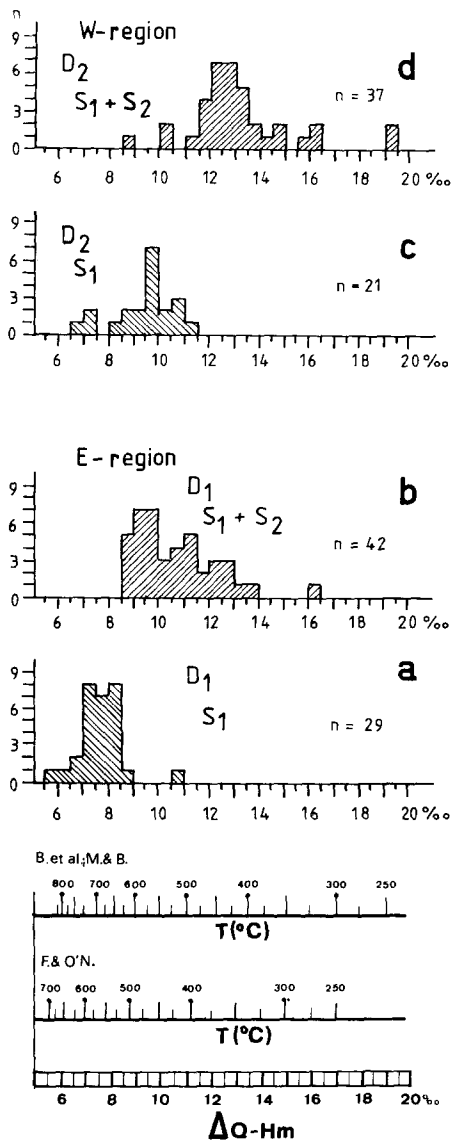 n
W-region
9
6
3
0
D2
S1 + S2
d
n = 37
6 8 10 12 14 16 18 20 ‰
9
6
3
0
D2
S1
c
n = 21
6 8 10 12 14 16 18 20 ‰
E-region
9
6
3
0
D1
S1 + S2
b
n = 42
6 8 10 12 14 16 18 20 ‰
9
6
3
0
D1
S1
a
n = 29
6 8 10 12 14 16 18 20 ‰
B. et al.; M. & B.
800 700 600 500 400 300 250
T(°C)
F. & O'N.
700 600 500 400 300 250
T(°C)
6 8 10 12 14 16 18 20 ‰
ΔQ-Hm